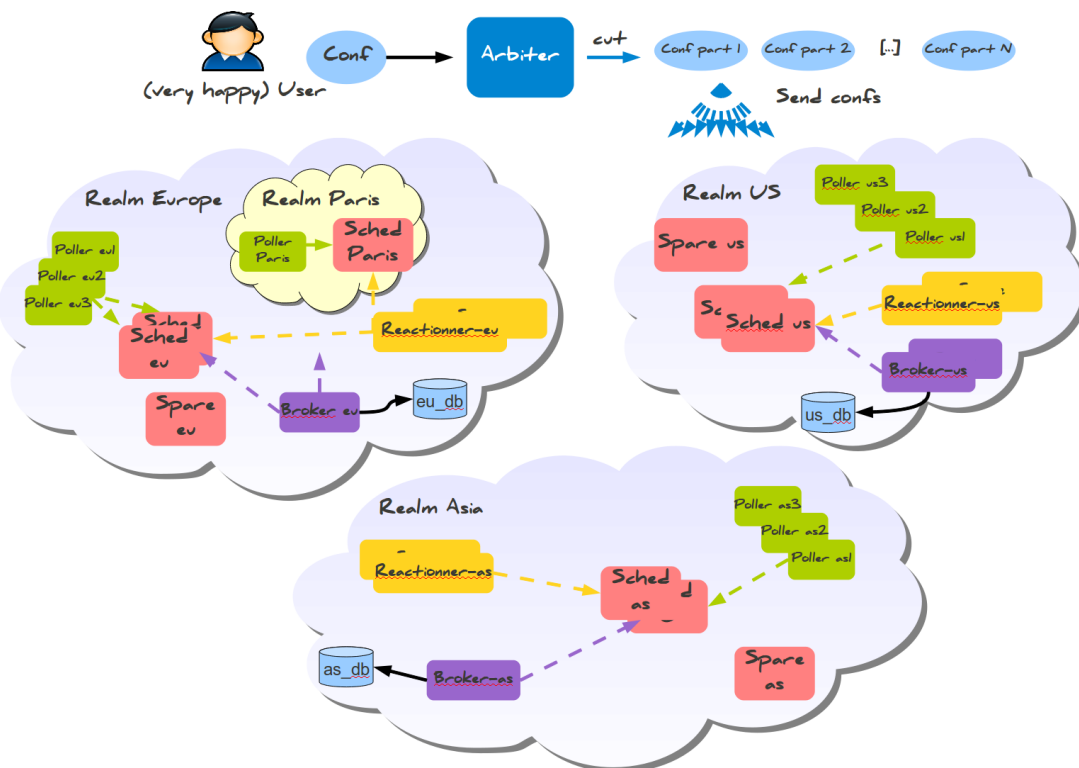 Conf
Arbiter
cut
Conf part 1
Conf part 2
[...]
Conf part N
(very happy) User
Send confs
Realm Europe
Realm Paris
Poller
Paris
Sched
Paris
Poller eu1
Poller eu2
Poller eu3
Sched
Sched
eu
Reactionner-eu
Spare
eu
Broker eu
eu_db
Realm US
Poller us3
Poller us2
Poller us1
Spare us
Sched us
Reactionner-us
Broker-us
us_db
Realm Asia
Poller as3
Poller as2
Poller as1
Reactionner-as
Sched
as
d
as_db
Broker-as
Spare
as